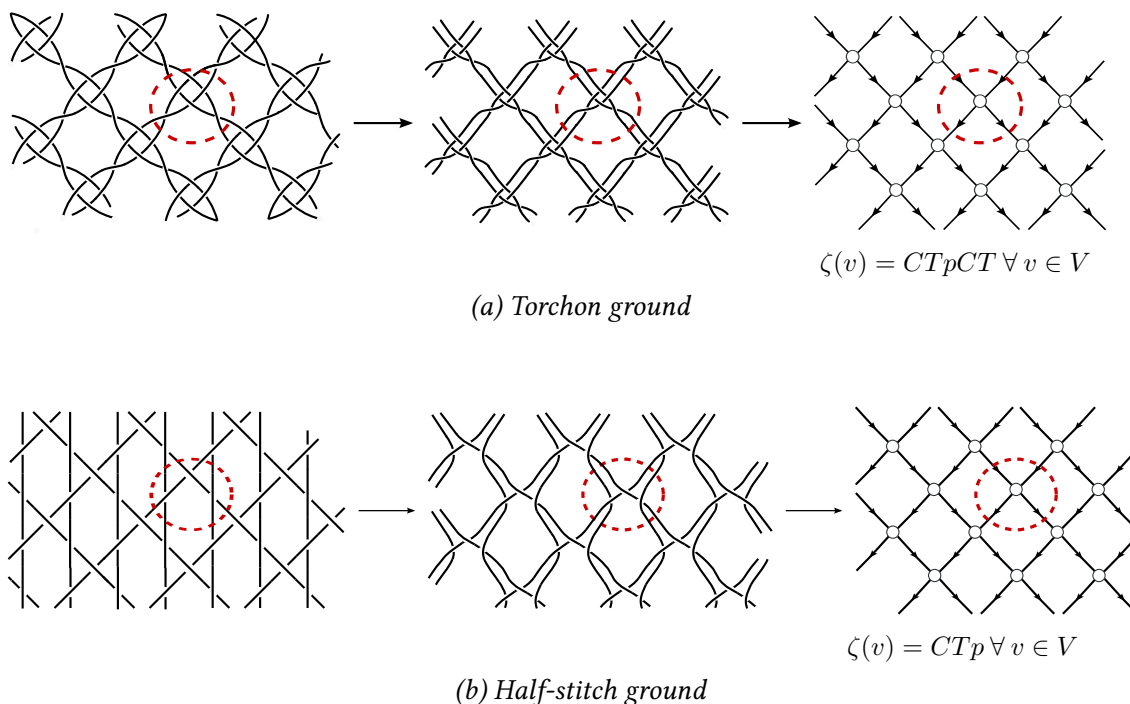 ζ(v) = CTpCT ∀ v ∈ V
(a) Torchon ground
ζ(v) = CTp ∀ v ∈ V
(b) Half-stitch ground